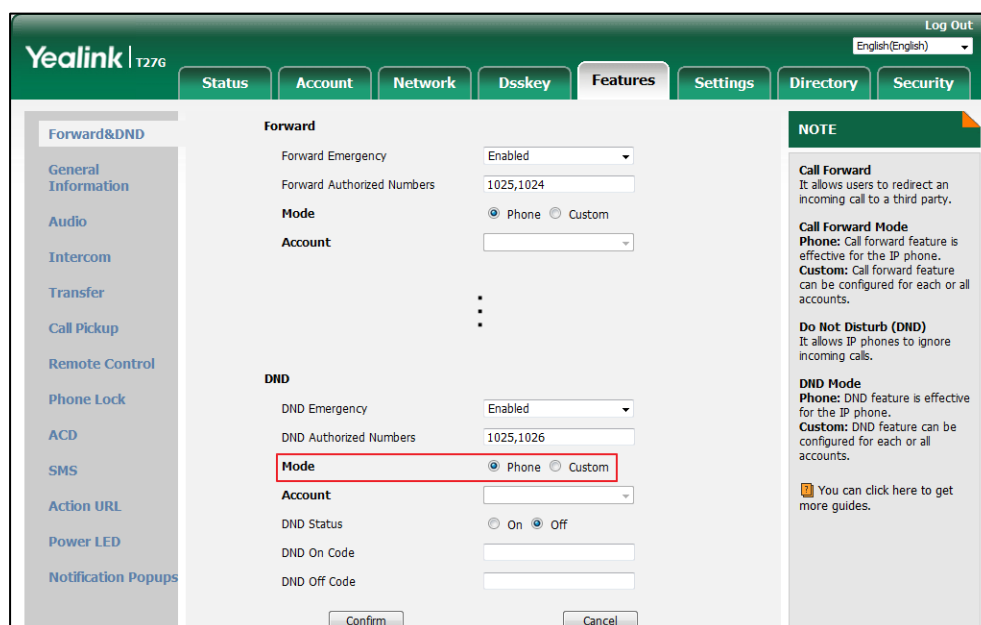 Log Out
English(English)
Yealink T27G
Status Account Network Dsskey Features Settings Directory Security
Forward&DND
General
Information
Audio
Intercom
Transfer
Call Pickup
Remote Control
Phone Lock
ACD
SMS
Action URL
Power LED
Notification Popups
Forward
Forward Emergency Enabled
Forward Authorized Numbers 1025,1024
Mode Phone Custom
Account
DND
DND Emergency Enabled
DND Authorized Numbers 1025,1026
Mode Phone Custom
Account
DND Status On Off
DND On Code
DND Off Code
Confirm Cancel
NOTE
Call Forward
It allows users to redirect an
incoming call to a third party.
Call Forward Mode
Phone: Call forward feature is
effective for the IP phone.
Custom: Call forward feature
can be configured for each or all
accounts.
Do Not Disturb (DND)
It allows IP phones to ignore
incoming calls.
DND Mode
Phone: DND feature is effective
for the IP phone.
Custom: DND feature can be
configured for each or all
accounts.
You can click here to get
more guides.